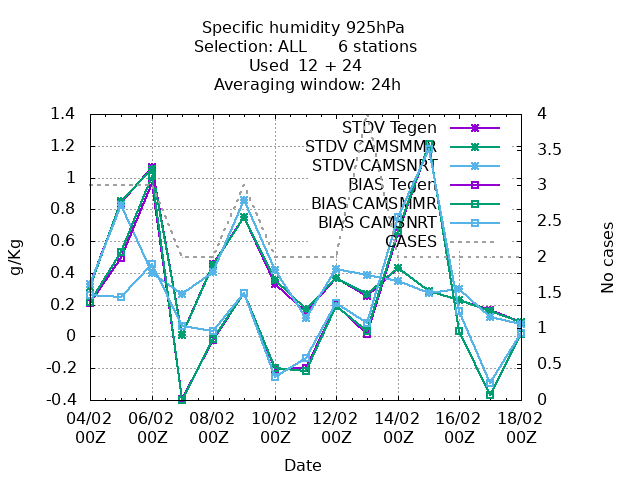 Specific humidity 925hPa
Selection: ALL      6 stations
Used  12 + 24
Averaging window: 24h
g/Kg
No cases
1.4
1.2
1
0.8
0.6
0.4
0.2
0
-0.2
-0.4
4
3.5
3
2.5
2
1.5
1
0.5
0
STDV Tegen
STDV CAMSMMR
STDV CAMSNRT
BIAS Tegen
BIAS CAMSMMR
BIAS CAMSNRT
CASES
04/02 06/02 08/02 10/02 12/02 14/02 16/02 18/02
00Z 00Z 00Z 00Z 00Z 00Z 00Z 00Z
Date